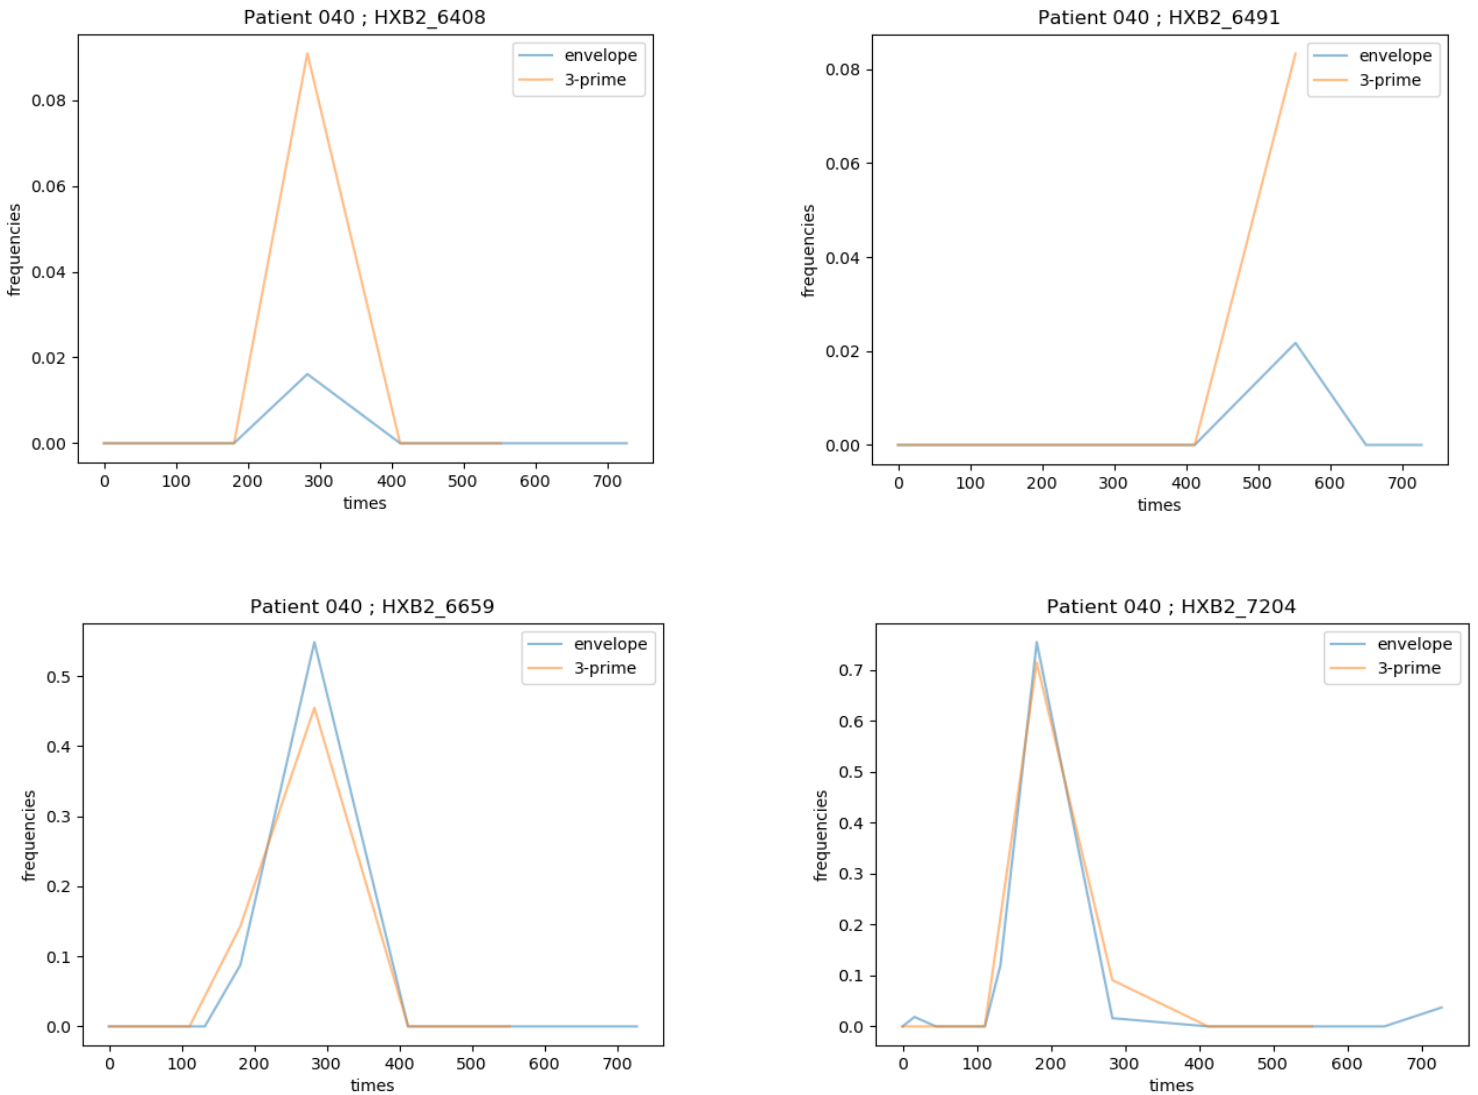 Patient 040 ; HXB2_6408
envelope
3-prime
0.08
0.06
0.04
0.02
0.00
frequencies
0 100 200 300 400 500 600 700
times
Patient 040 ; HXB2_6491
envelope
3-prime
0.08
0.06
0.04
0.02
0.00
frequencies
0 100 200 300 400 500 600 700
times
Patient 040 ; HXB2_6659
envelope
3-prime
0.5
0.4
0.3
0.2
0.1
0.0
frequencies
0 100 200 300 400 500 600 700
times
Patient 040 ; HXB2_7204
envelope
3-prime
0.7
0.6
0.5
0.4
0.3
0.2
0.1
0.0
frequencies
0 100 200 300 400 500 600 700
times